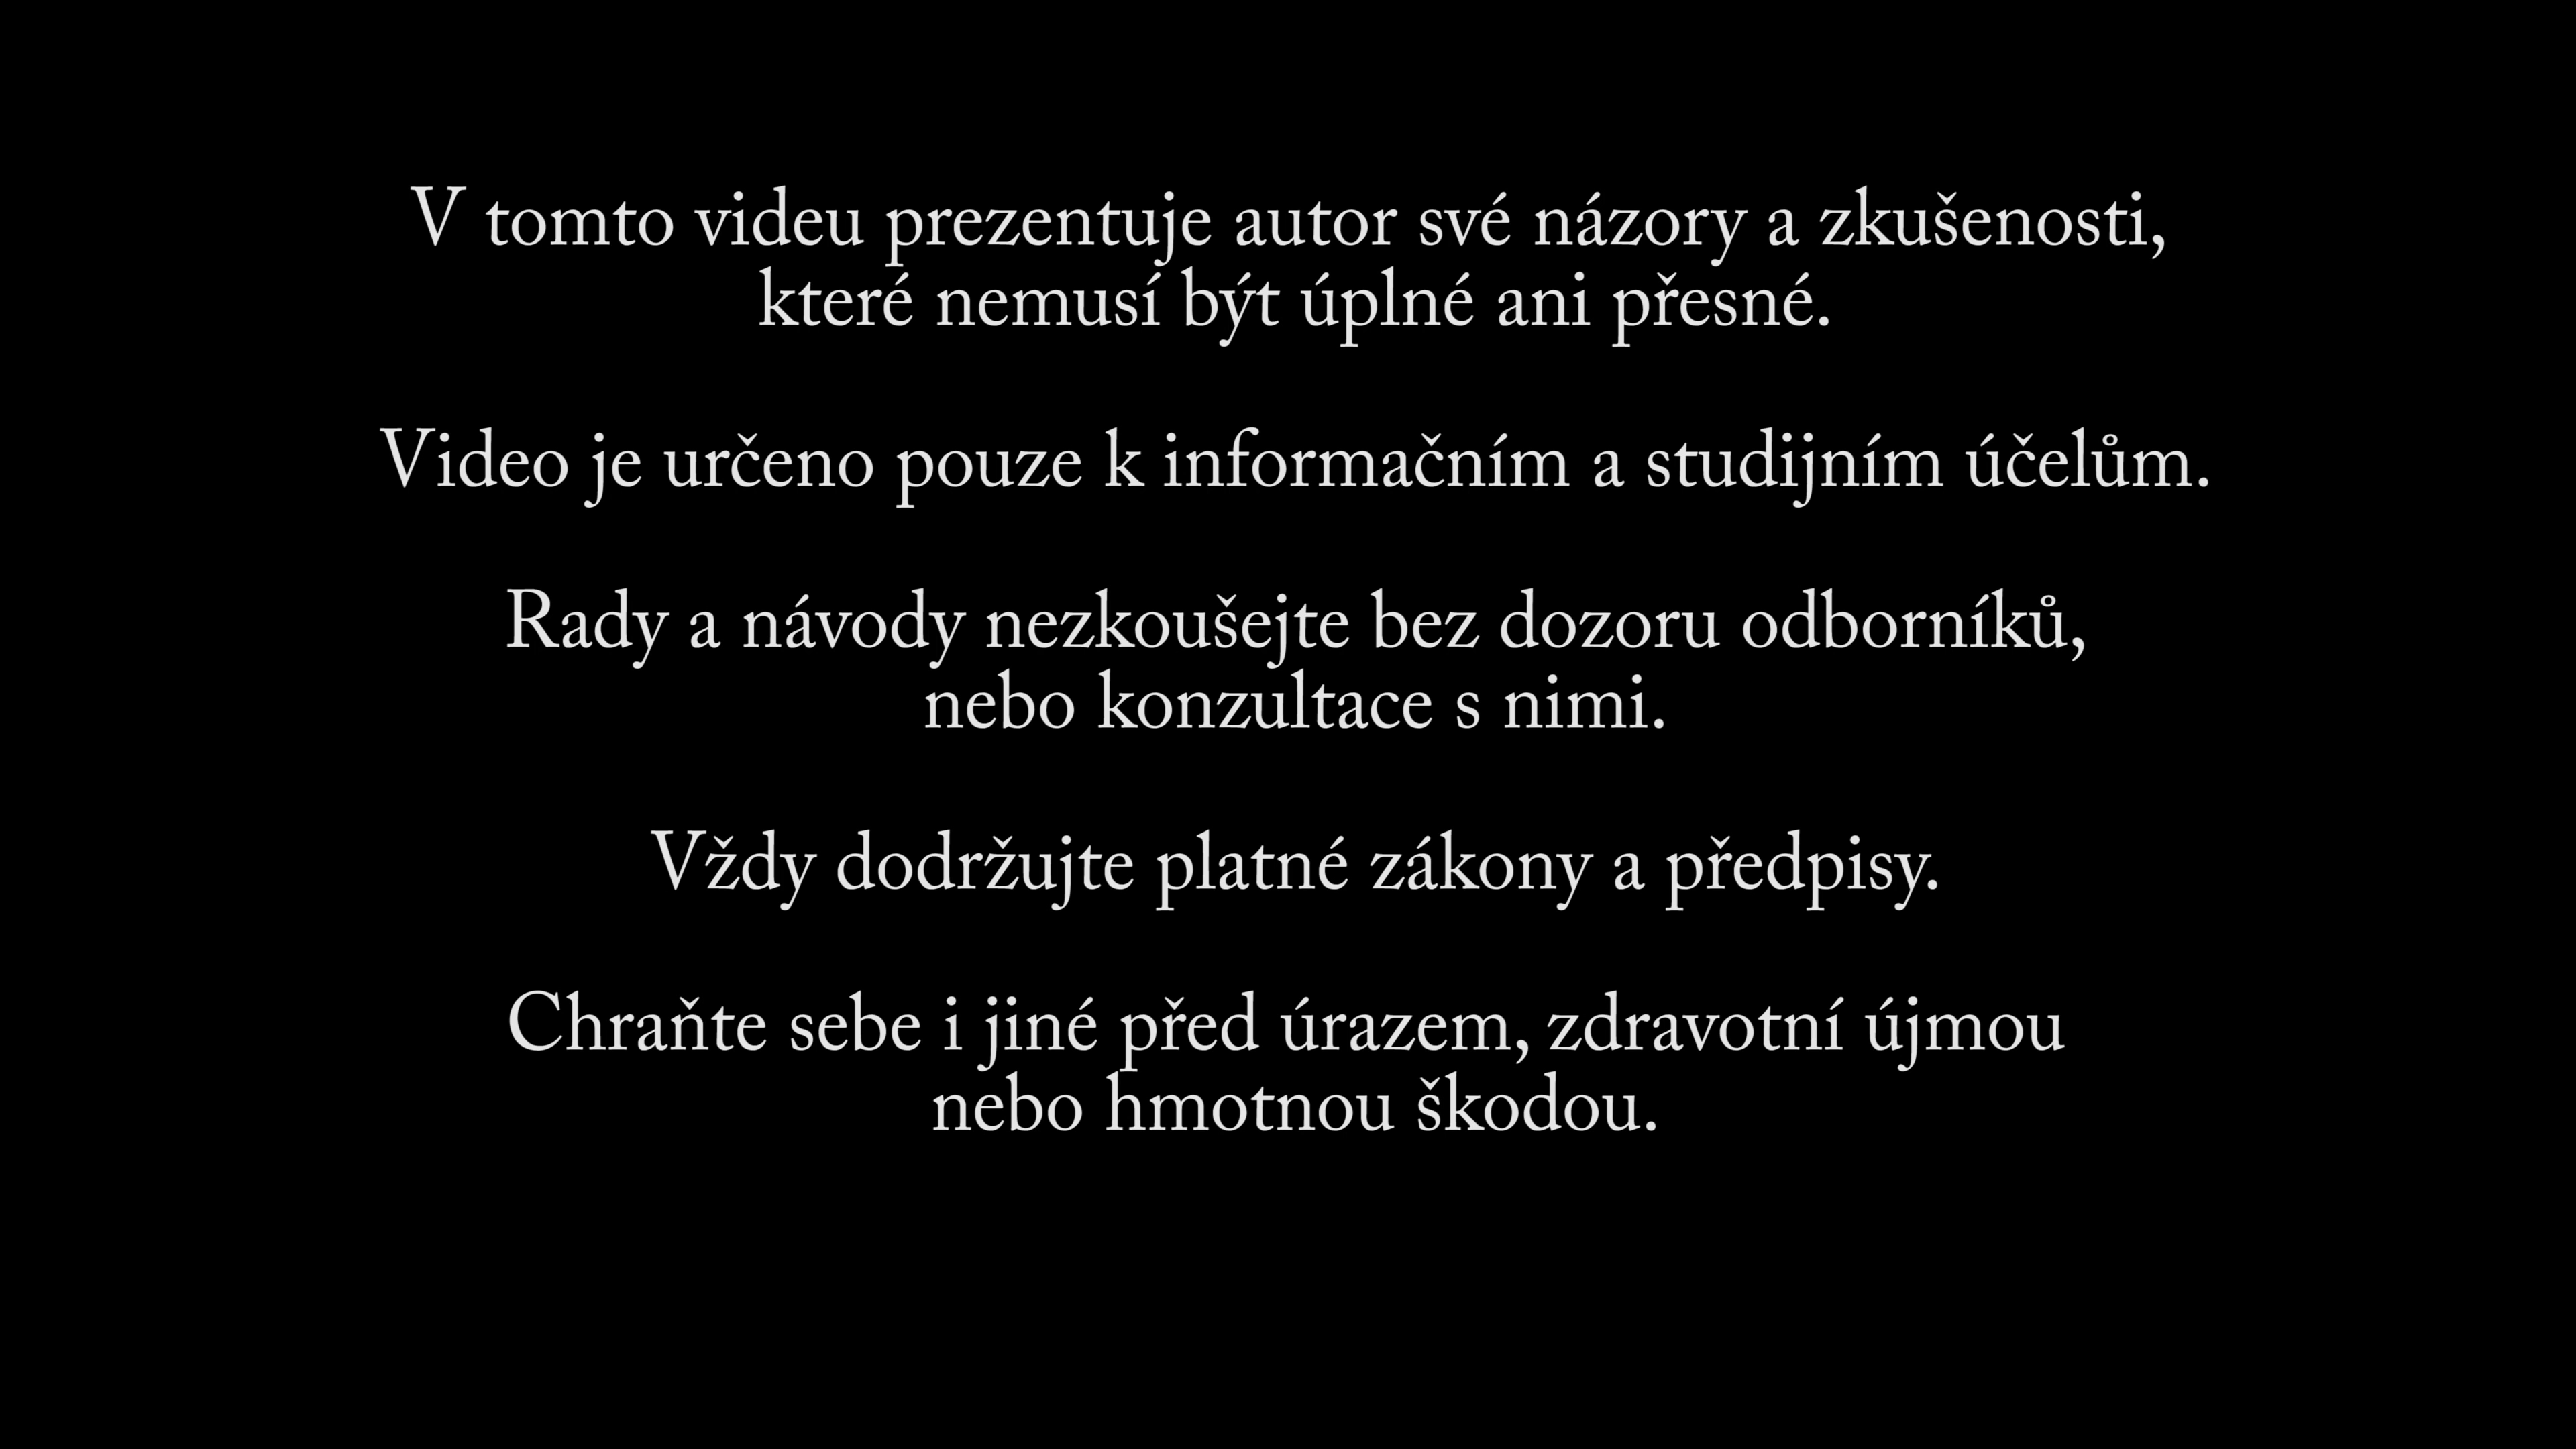 V tomto videu prezentuje autor své názory a zkušenosti,
které nemusí být úplné ani přesné.
Video je určeno pouze k informačním a studijním účelům.
Rady a návody nezkoušejte bez dozoru odborníků,
nebo konzultace s nimi.
Vždy dodržujte platné zákony a předpisy.
Chraňte sebe i jiné před úrazem, zdravotní újmou
nebo hmotnou škodou.